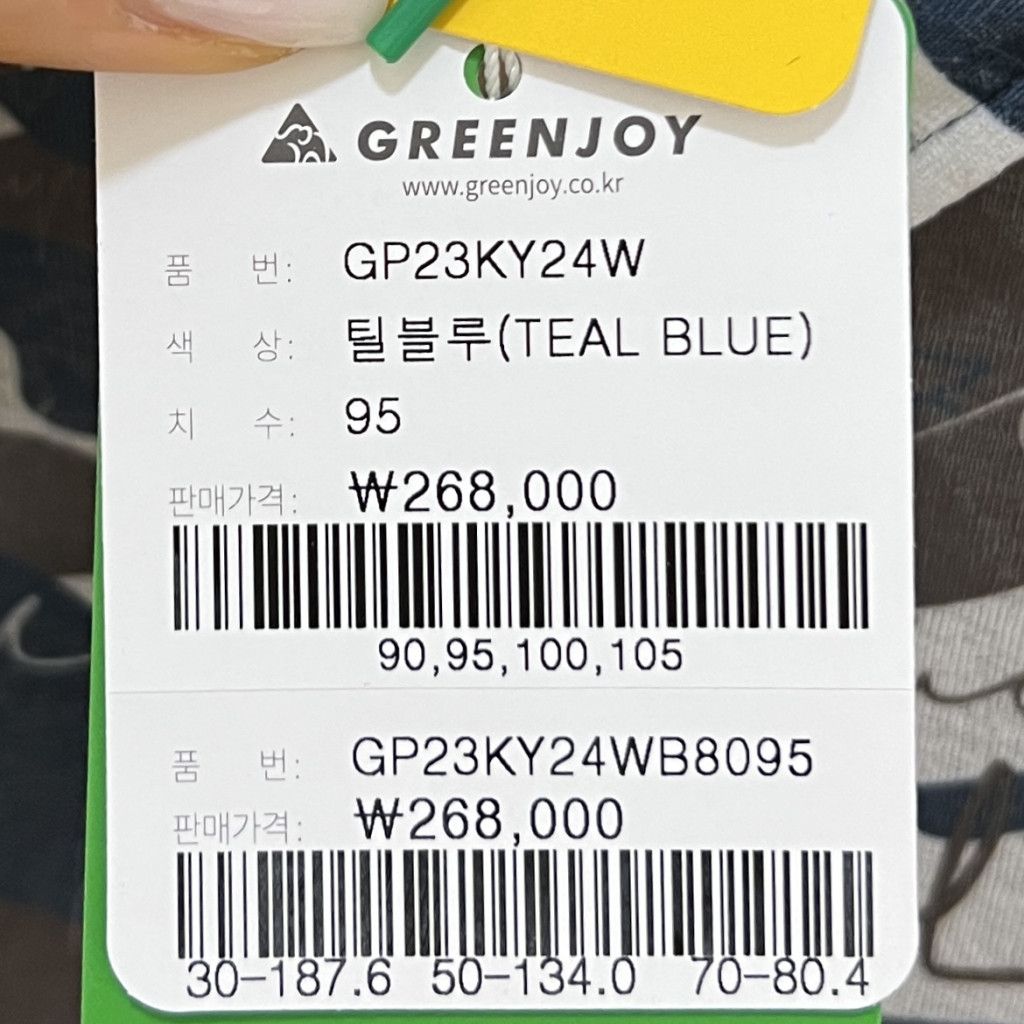 GREENJOY
www.greenjoy.co.kr
품 번: GP23KY24W
색 상: 틸블루(TEAL BLUE)
치 수: 95
판매가격: ₩268,000
90,95,100,105
품 번: GP23KY24WB8095
판매가격: ₩268,000
30-187.6 50-134.0 70-80.4